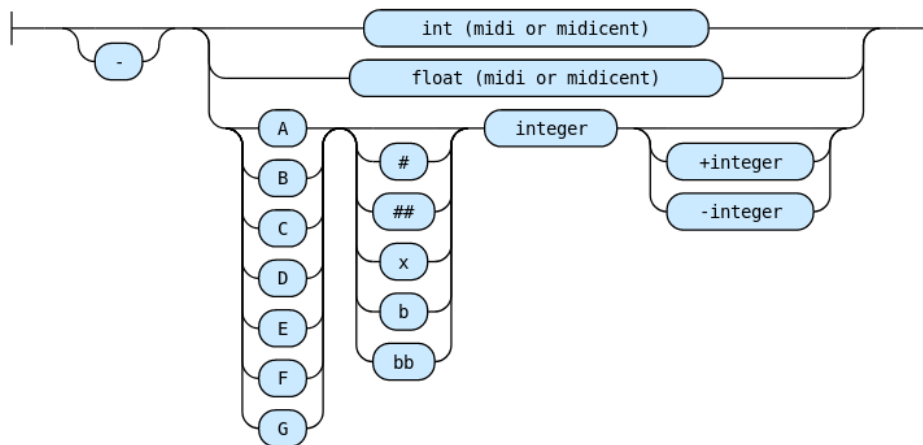 int (midi or midicent)
-
float (midi or midicent)
A
integer
#
+integer
B
##
-integer
C
x
D
b
E
bb
F
G